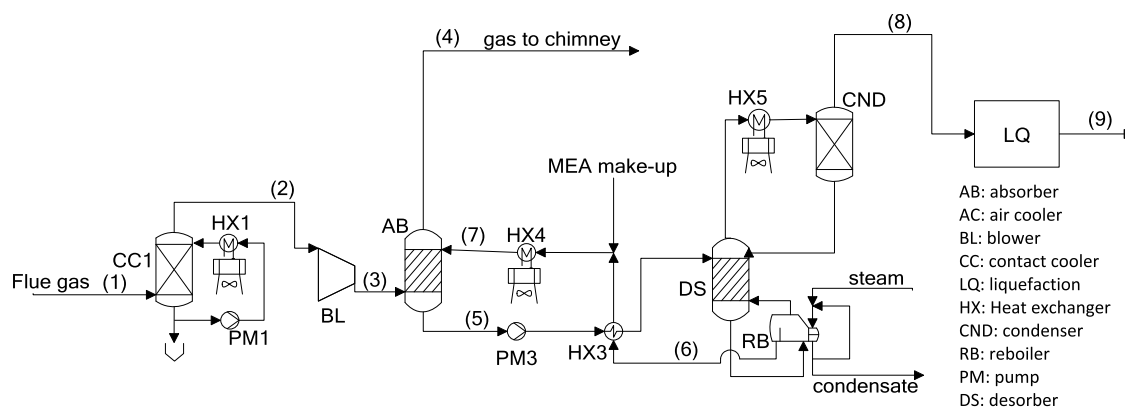 (8)
(4)
gas to chimney
HX5
CND
LQ
(9)
MEA make-up
(2)
HX1
AB
(7)
HX4
CC1
Flue gas
(1)
BL
(3)
DS
steam
PM1
(5)
PM3
HX3
(6)
RB
condensate
AB: absorber
AC: air cooler
BL: blower
CC: contact cooler
LQ: liquefaction
HX: Heat exchanger
CND: condenser
RB: reboiler
PM: pump
DS: desorber
M
M
M